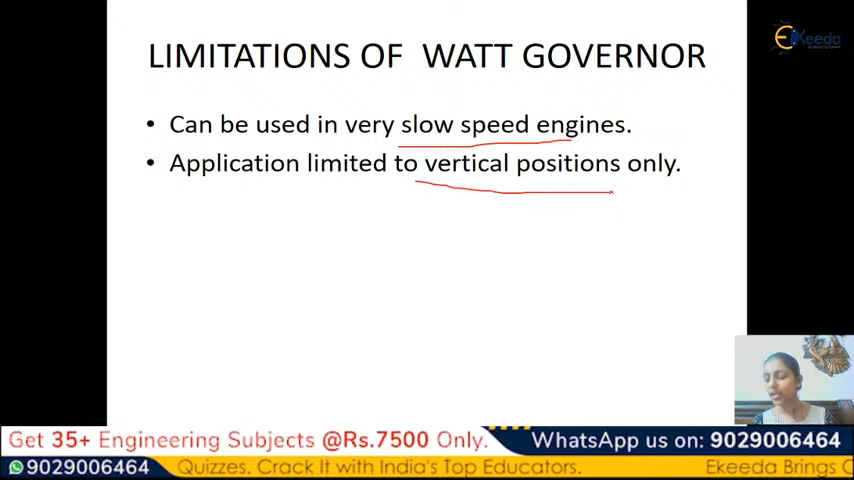 LIMITATIONS OF WATT GOVERNOR
Ekeeda
• Can be used in very slow speed engines.
• Application limited to vertical positions only.
Get 35+ Engineering Subjects @Rs.7500 Only.
WhatsApp us on: 9029006464
9029006464 Quizzes. Crack It with India's Top Educators. Ekeeda Brings